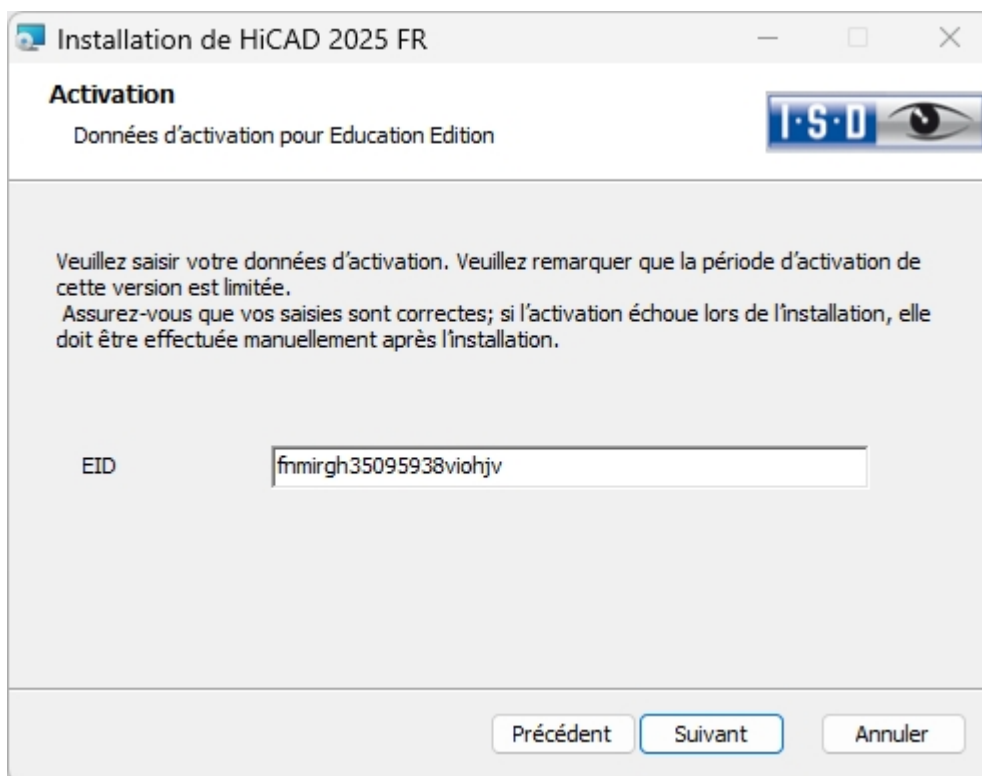 Installation de HiCAD 2025 FR
Activation
Données d'activation pour Education Edition
I·S·D
Veuillez saisir votre données d'activation. Veuillez remarquer que la période d'activation de
cette version est limitée.
Assurez-vous que vos saisies sont correctes; si l'activation échoue lors de l'installation, elle
doit être effectuée manuellement après l'installation.
EID
fnmirgh35095938viohjv
Précédent
Suivant
Annuler